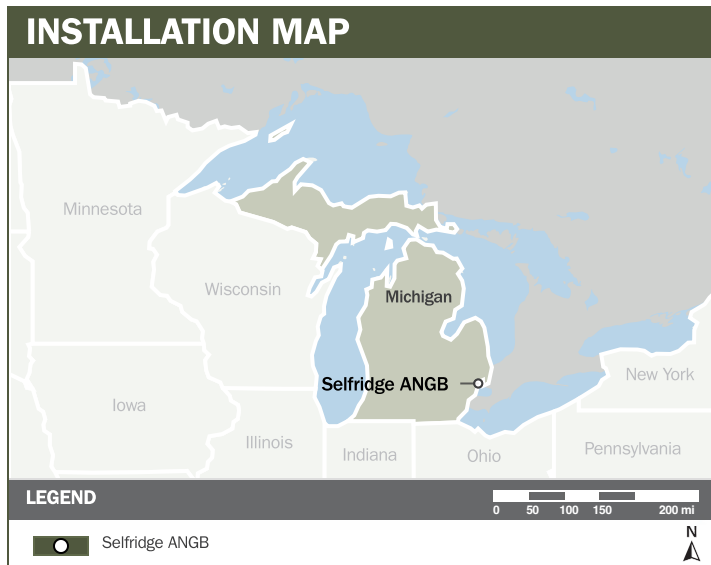 INSTALLATION MAP
Minnesota
Wisconsin
Michigan
Selfridge ANGB
New York
Iowa
Illinois
Indiana
Ohio
Pennsylvania
LEGEND
0 50 100 150 200 mi
Selfridge ANGB
N